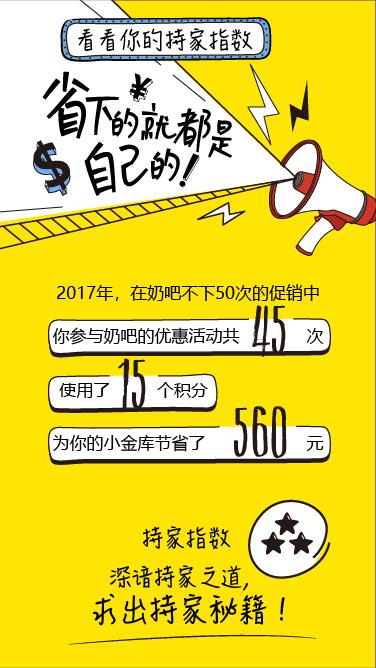 看看你的持家指数
¥
省下的就都是
$
自己的!
2017年，在奶吧不下50次的促销中
你参与奶吧的优惠活动共 45 次
使用了 15 个积分
为你的小金库节省了 560 元
持家指数
深谙持家之道,
求出持家秘籍!